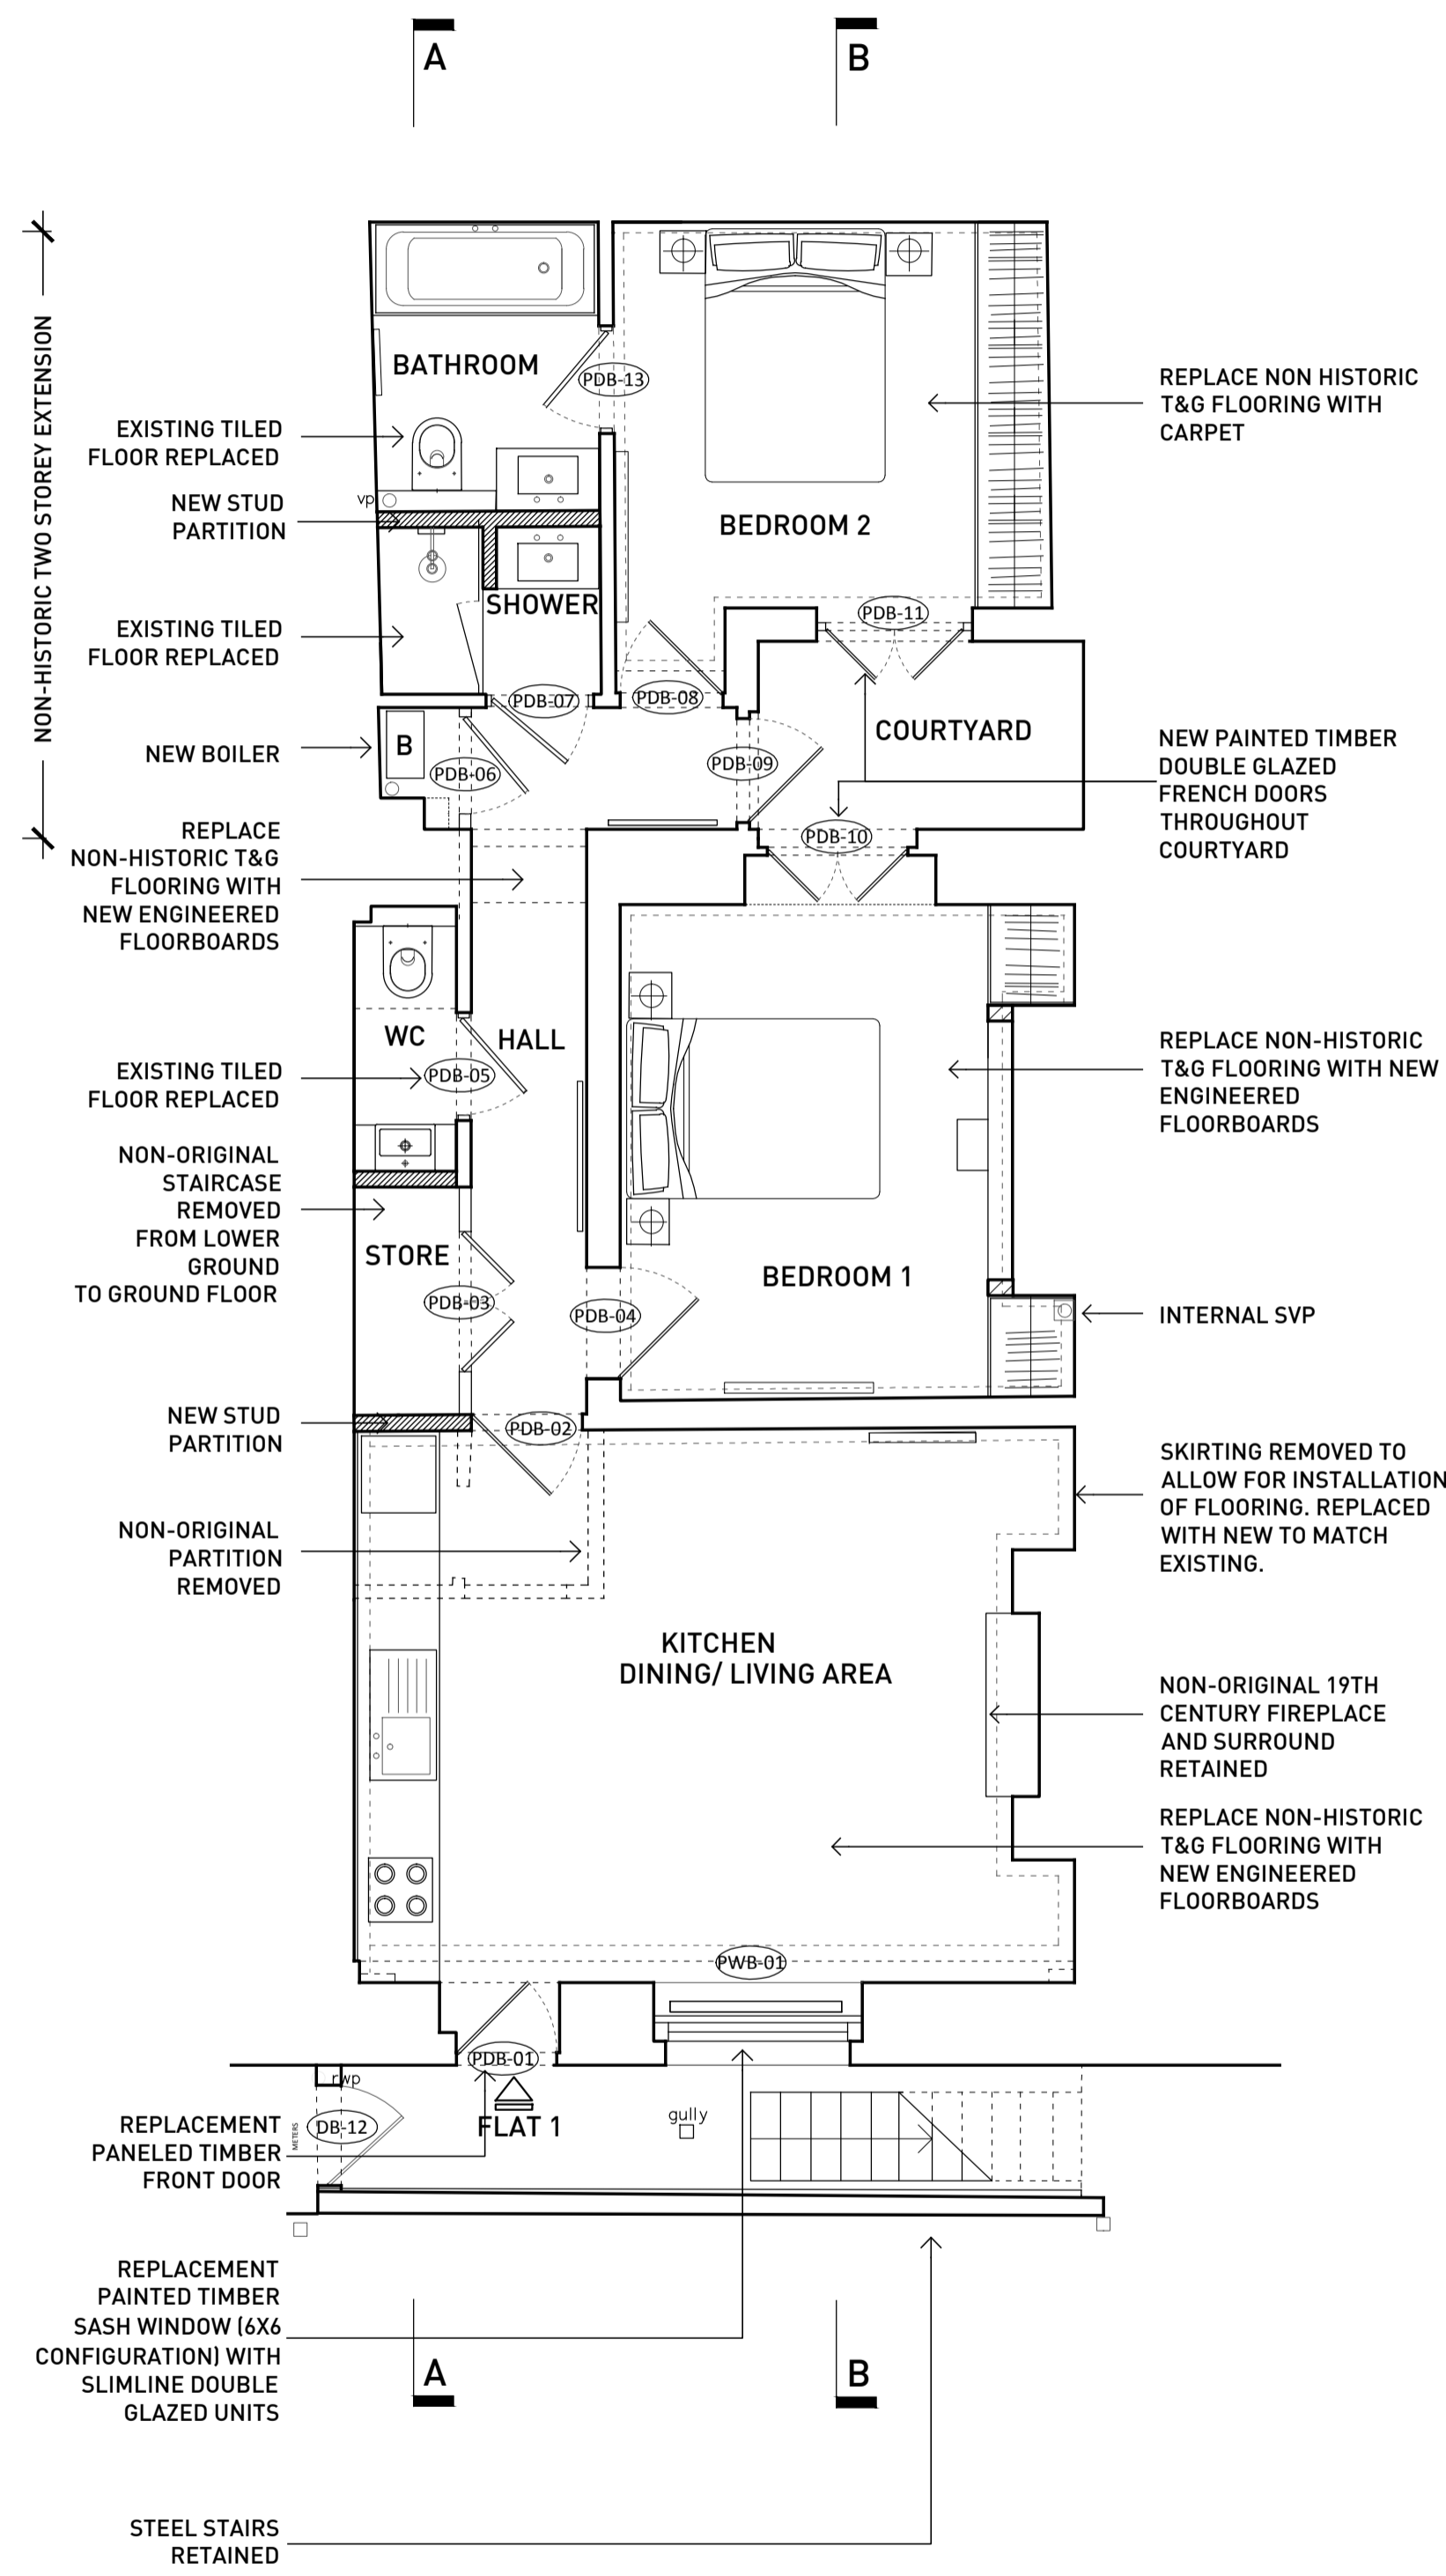 A
B
NON-HISTORIC TWO STOREY EXTENSION
BATHROOM
PDB-13
REPLACE NON HISTORIC
T&G FLOORING WITH
CARPET
EXISTING TILED
FLOOR REPLACED
vp
NEW STUD
PARTITION
BEDROOM 2
SHOWER
PDB-11
EXISTING TILED
FLOOR REPLACED
PDB-07
PDB-08
B
COURTYARD
NEW BOILER
PDB-06
PDB-09
NEW PAINTED TIMBER
DOUBLE GLAZED
FRENCH DOORS
THROUGHOUT
COURTYARD
PDB-10
REPLACE
NON-HISTORIC T&G
FLOORING WITH
NEW ENGINEERED
FLOORBOARDS
WC
HALL
REPLACE NON-HISTORIC
T&G FLOORING WITH NEW
ENGINEERED
FLOORBOARDS
EXISTING TILED
FLOOR REPLACED
PDB-05
NON-ORIGINAL
STAIRCASE
REMOVED
FROM LOWER
GROUND
TO GROUND FLOOR
STORE
BEDROOM 1
PDB-03
PDB-04
INTERNAL SVP
NEW STUD
PARTITION
PDB-02
SKIRTING REMOVED TO
ALLOW FOR INSTALLATION
OF FLOORING. REPLACED
WITH NEW TO MATCH
EXISTING.
NON-ORIGINAL
PARTITION
REMOVED
KITCHEN
DINING/ LIVING AREA
NON-ORIGINAL 19TH
CENTURY FIREPLACE
AND SURROUND
RETAINED
REPLACE NON-HISTORIC
T&G FLOORING WITH
NEW ENGINEERED
FLOORBOARDS
PWB-01
PDB-01
rwp
DB-12
METERS
FLAT 1
gully
REPLACEMENT
PANELED TIMBER
FRONT DOOR
REPLACEMENT
PAINTED TIMBER
SASH WINDOW (6X6
CONFIGURATION) WITH
SLIMLINE DOUBLE
GLAZED UNITS
A
B
STEEL STAIRS
RETAINED